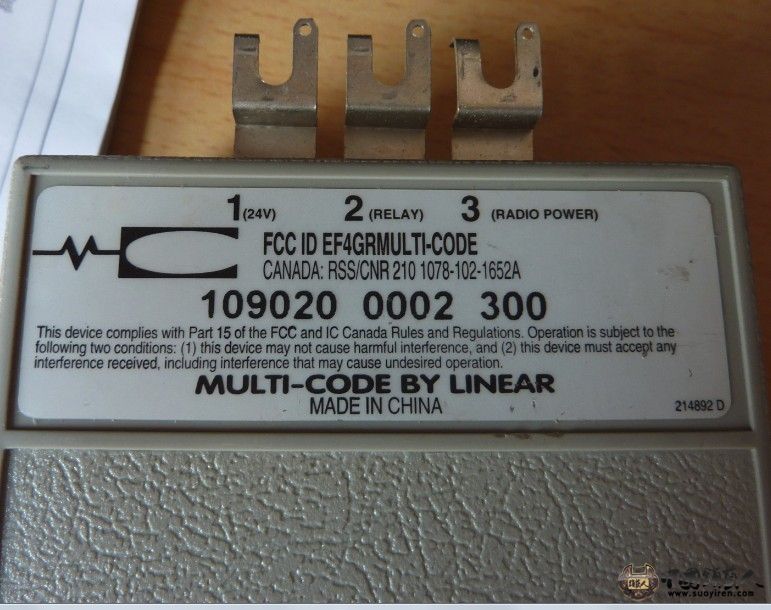 1 (24V) 2 (RELAY) 3 (RADIO POWER)
FCC ID EF4GRMULTI-CODE
CANADA: RSS/CNR 210 1078-102-1652A
109020 0002 300
This device complies with Part 15 of the FCC and IC Canada Rules and Regulations. Operation is subject to the
following two conditions: (1) this device may not cause harmful interference, and (2) this device must accept any
interference received, including interference that may cause undesired operation.
MULTI-CODE BY LINEAR
MADE IN CHINA
214892 D
www.suoyiren.com